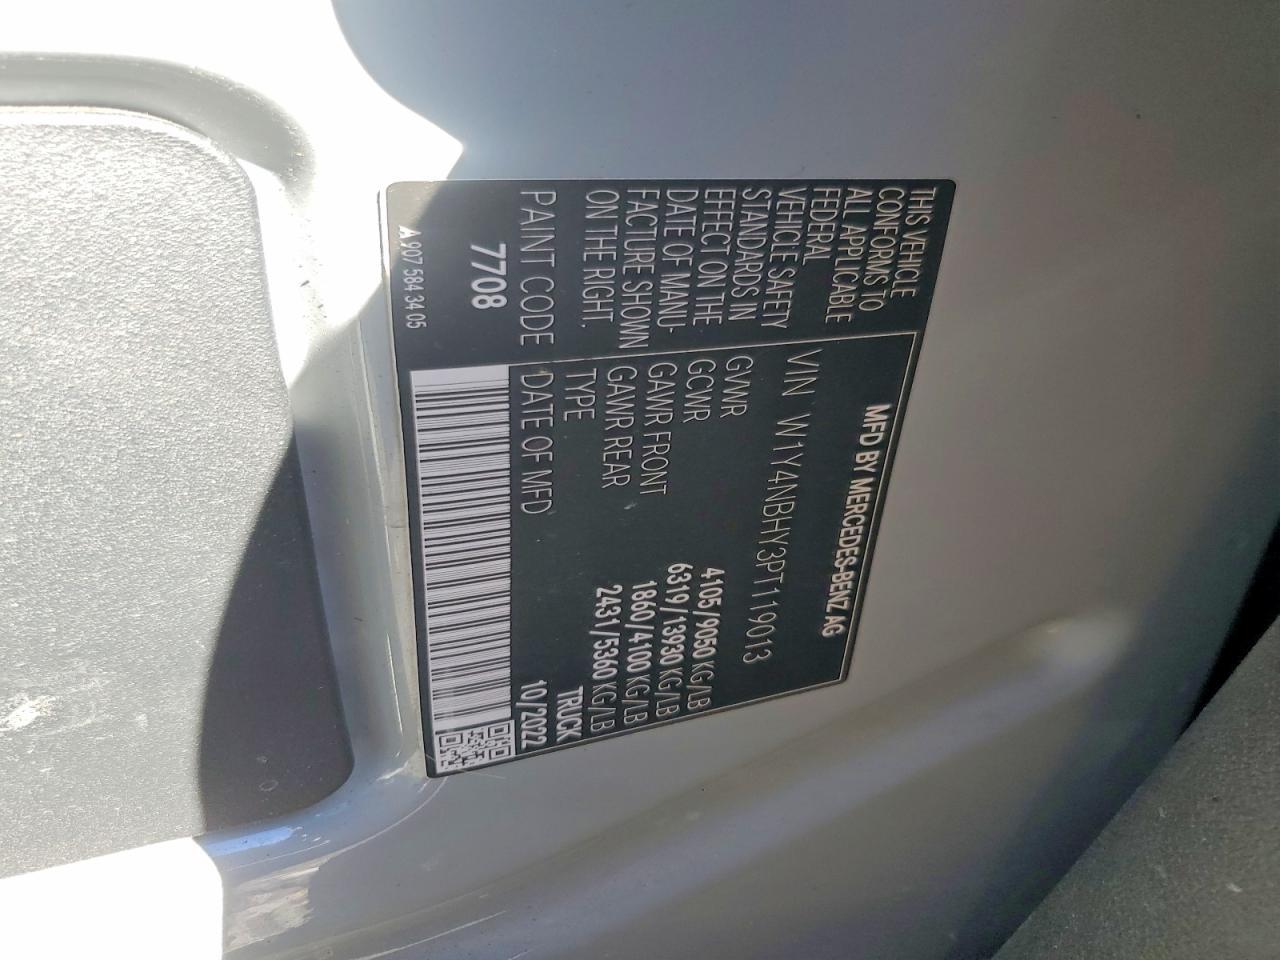 THIS VEHICLE
CONFORMS TO
ALL APPLICABLE
FEDERAL
VEHICLE SAFETY
STANDARDS IN
EFFECT ON THE
DATE OF MANU-
FACTURE SHOWN
ON THE RIGHT.
PAINT CODE
7708
A 907 584 34 05
MFD BY MERCEDES-BENZ AG
VIN W1Y4NBHY3PT119013
GVWR 4105/9050 KG/LB
GCWR 6319/13930 KG/LB
GAWR FRONT 1860/4100 KG/LB
GAWR REAR 2431/5360 KG/LB
TYPE TRUCK
DATE OF MFD 10/2022